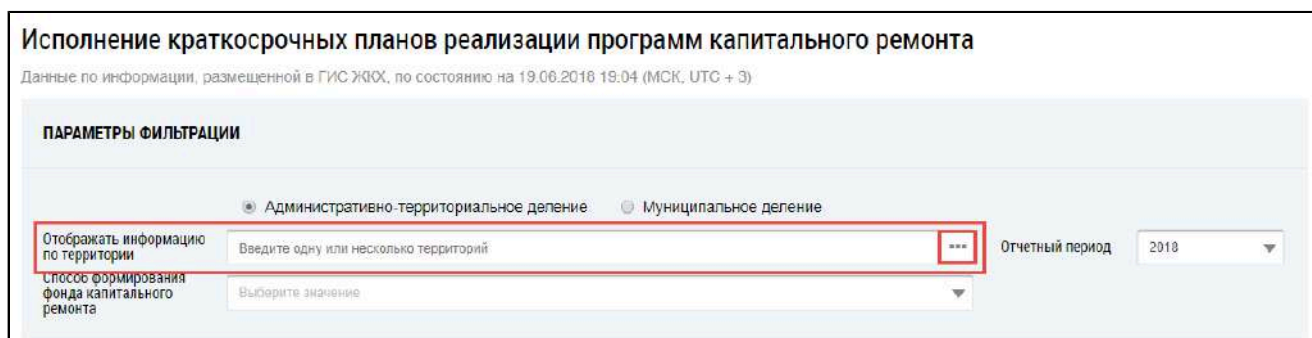 Исполнение краткосрочных планов реализации программ капитального ремонта
Данные по информации, размещенной в ГИС ЖКХ, по состоянию на 19.06.2018 19:04 (МСК, UTC + 3)
ПАРАМЕТРЫ ФИЛЬТРАЦИИ
Административно-территориальное деление Муниципальное деление
Отображать информацию
по территории
Введите одну или несколько территорий
Отчетный период 2018
Способ формирования
фонда капитального
ремонта
Выберите значение